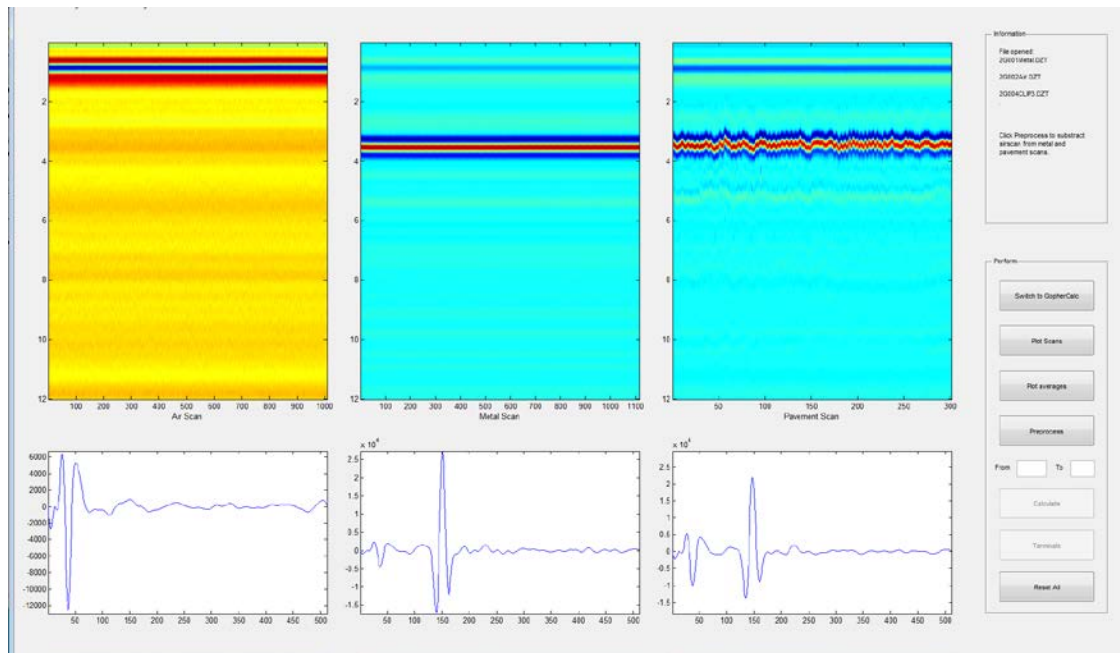 Information
File opened:
2G001Metal.DZT
2G004CLIP3.DZT
Click Preprocess to substract
airscan from metal and
pavement scans.
2
4
6
8
10
12
100 200 300 400 500 600 700 800 900 1000
Air Scan
2
4
6
8
10
12
100 200 300 400 500 600 700 800 900 1000 1100
Metal Scan
2
4
6
8
10
12
50 100 150 200 250 300
Pavement Scan
Perform
Switch to GopherCalc
Plot Scans
Plot averages
Preprocess
From To
Calculate
Terminate
Reset All
6000
4000
2000
0
-2000
-4000
-6000
-8000
-10000
-12000
50 100 150 200 250 300 350 400 450 500
x 10⁴
2.5
2
1.5
1
0.5
0
-0.5
-1
-1.5
50 100 150 200 250 300 350 400 450 500
x 10⁴
2.5
2
1.5
1
0.5
0
-0.5
-1
-1.5
50 100 150 200 250 300 350 400 450 500